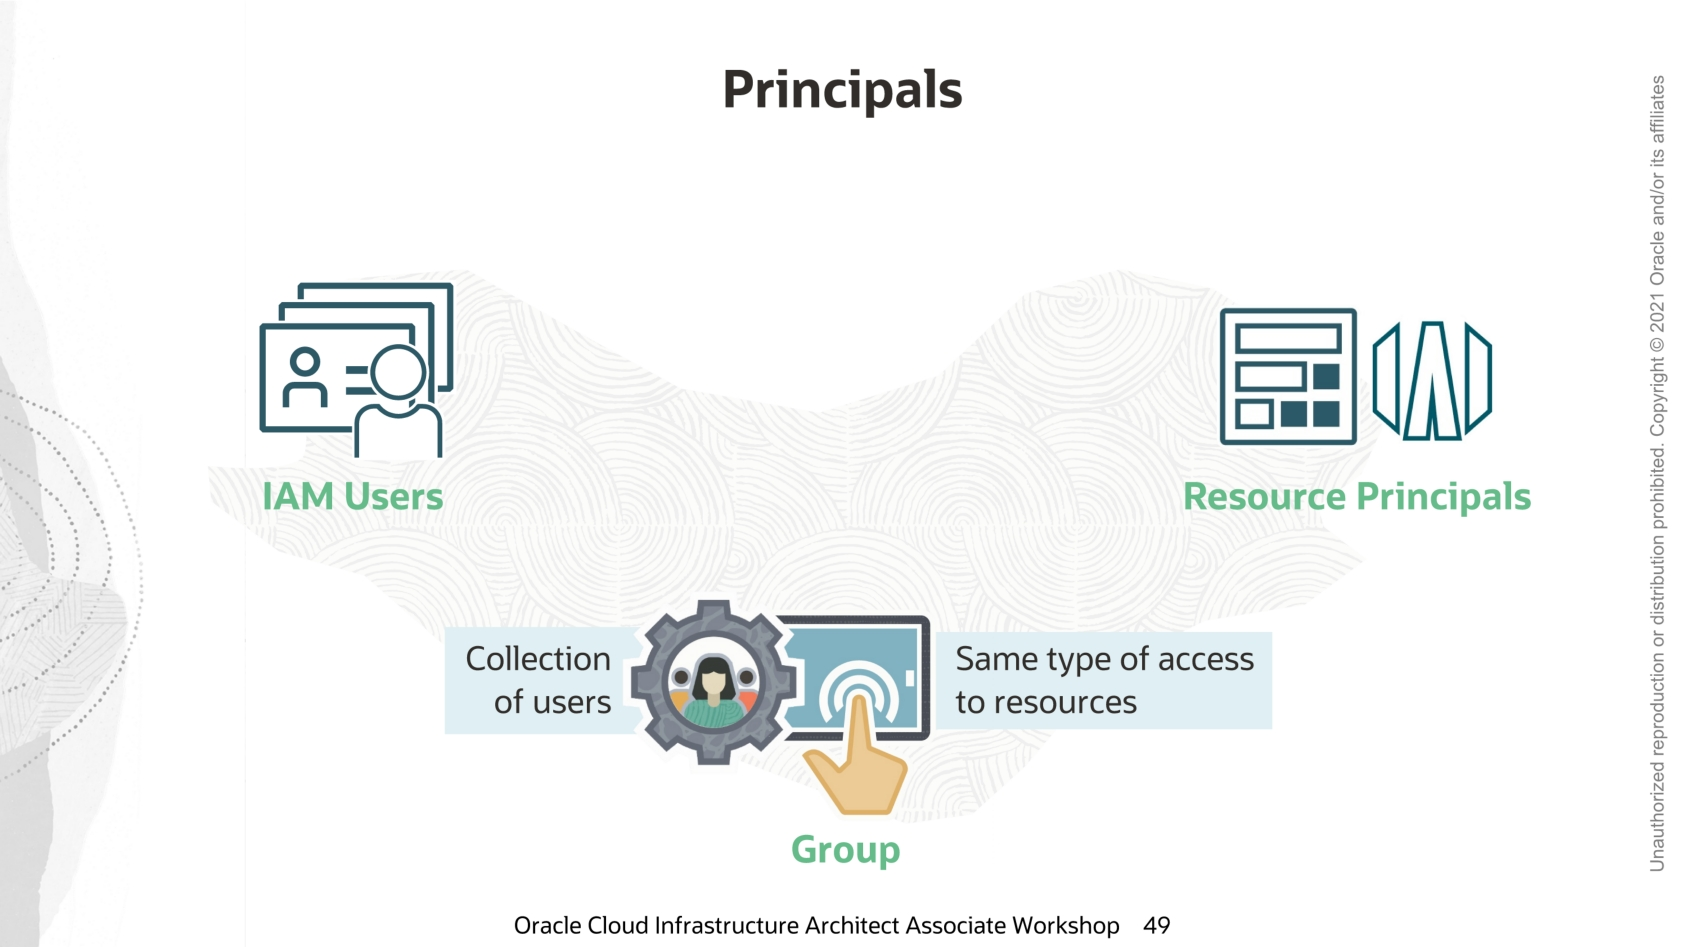 Principals
IAM Users
Resource Principals
Collection
of users
Same type of access
to resources
Group
Oracle Cloud Infrastructure Architect Associate Workshop 49
Unauthorized reproduction or distribution prohibited. Copyright © 2021 Oracle and/or its affiliates